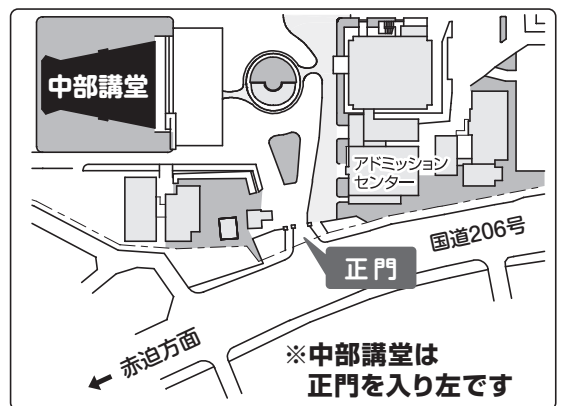 中部講堂
アドミッション
センター
国道206号
正門
赤迫方面
※中部講堂は
正門を入り左です